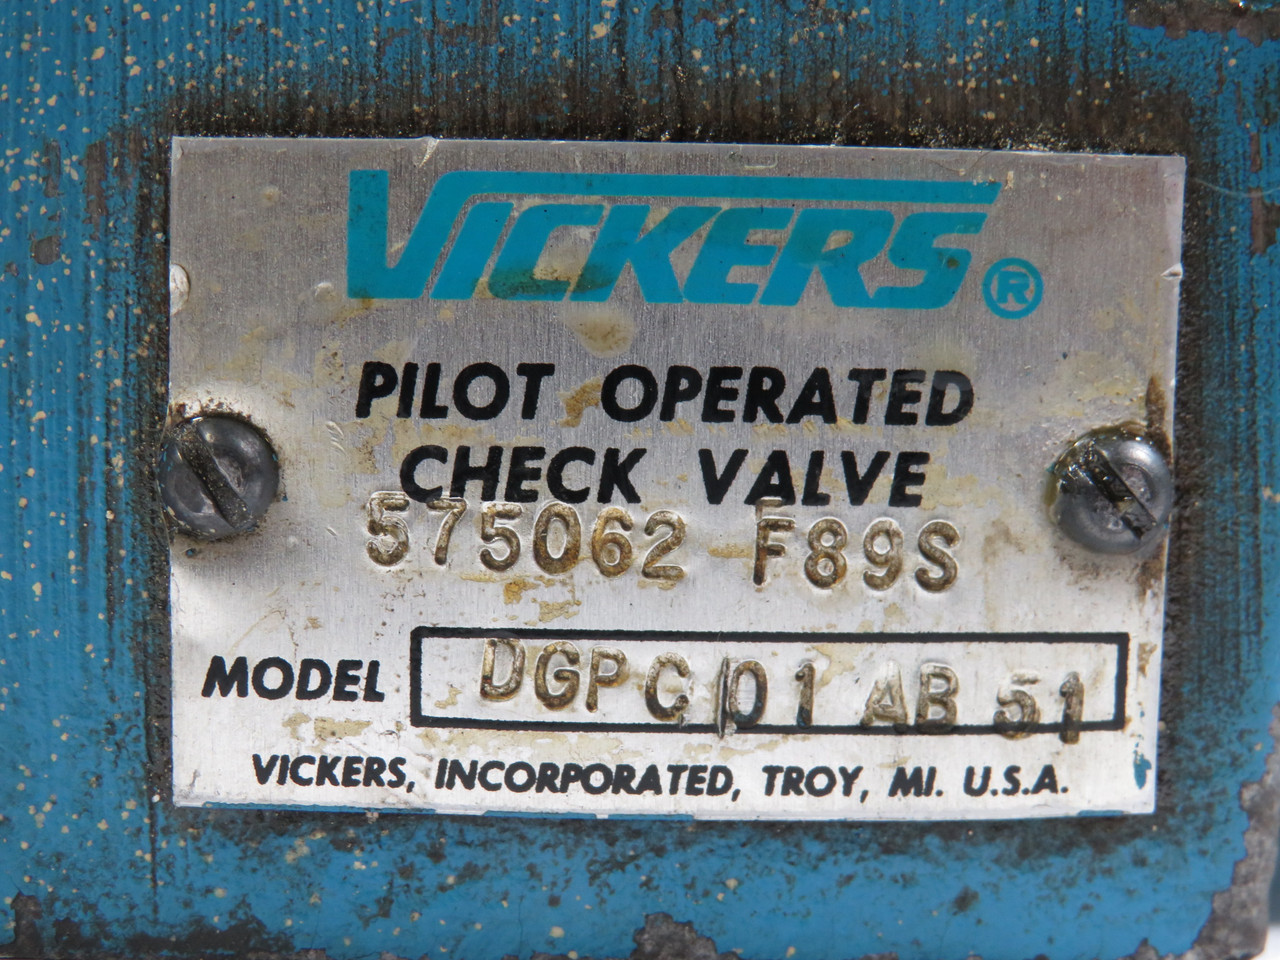 VICKERS®
PILOT OPERATED
CHECK VALVE
575062 F89S
MODEL DGPC 01 AB 51
VICKERS, INCORPORATED, TROY, MI. U.S.A.